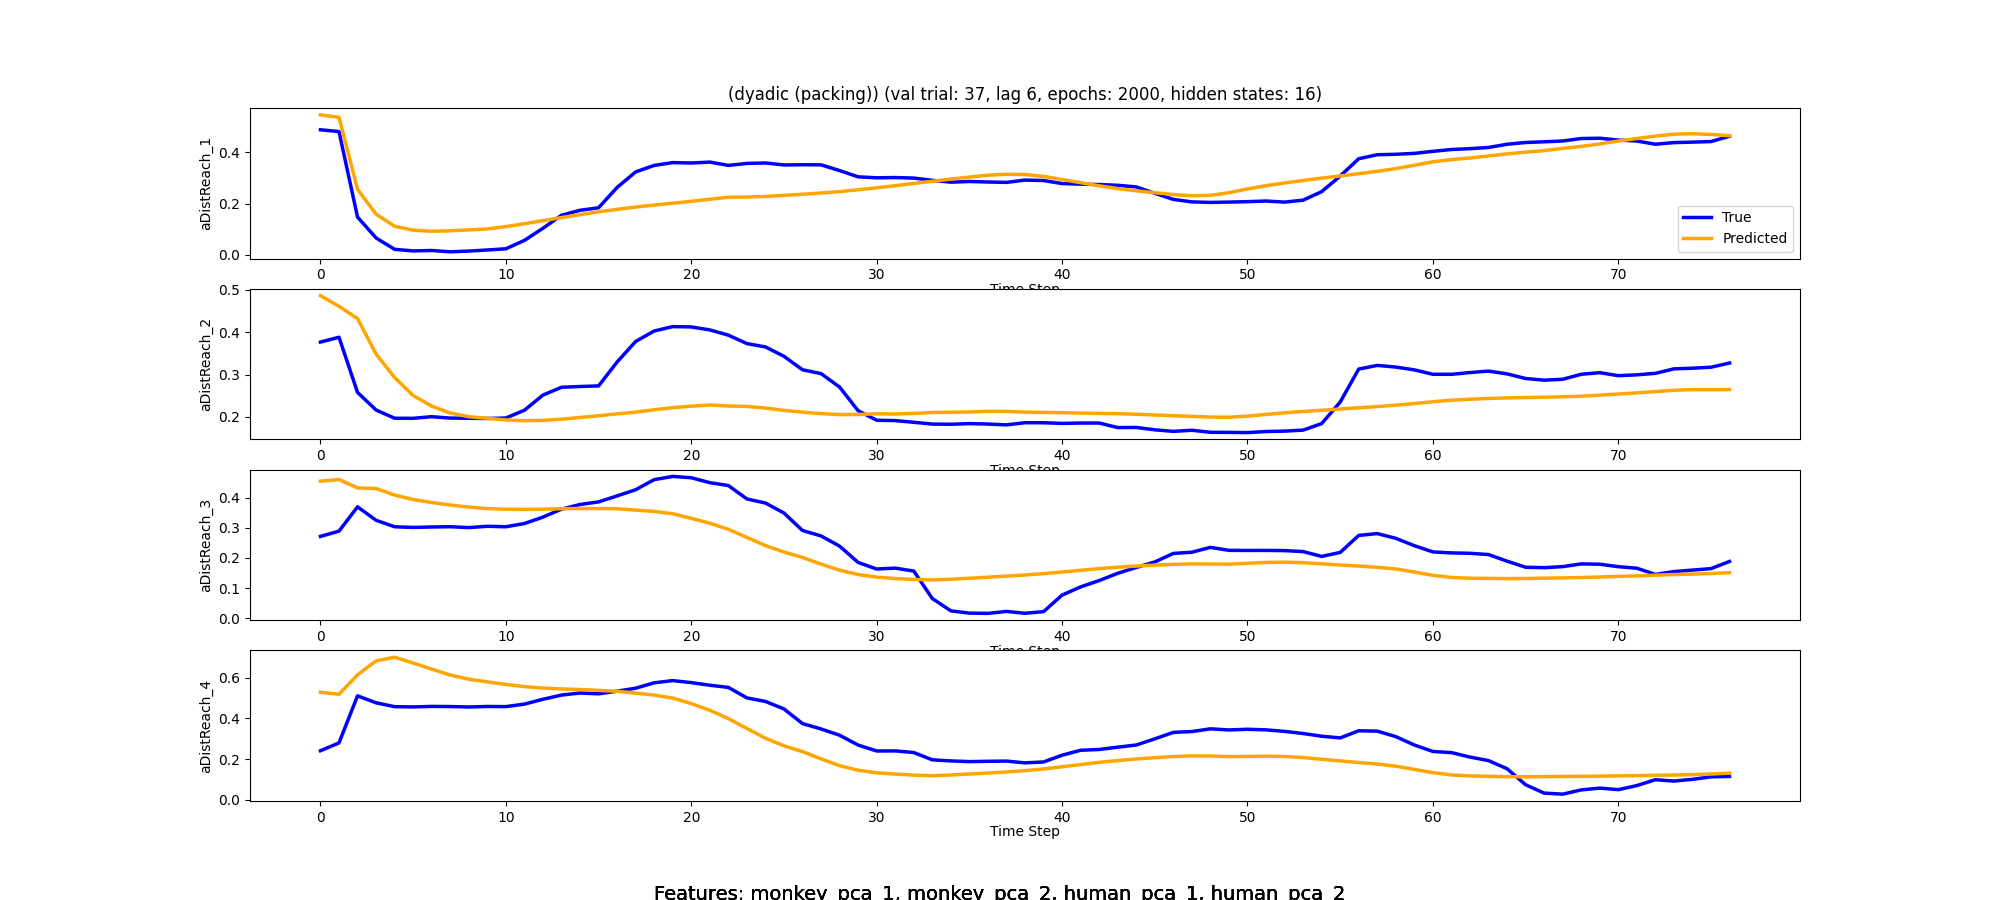 (dyadic (packing)) (val trial: 37, lag 6, epochs: 2000, hidden states: 16)
aDistReach_1
0.4
0.2
0.0
True
Predicted
0 10 20 30 40 50 60 70
Time Step
aDistReach_2
0.5
0.4
0.3
0.2
0 10 20 30 40 50 60 70
Time Step
aDistReach_3
0.4
0.3
0.2
0.1
0.0
0 10 20 30 40 50 60 70
Time Step
aDistReach_4
0.6
0.4
0.2
0.0
0 10 20 30 40 50 60 70
Time Step
Features: monkey_pca_1, monkey_pca_2, human_pca_1, human_pca_2